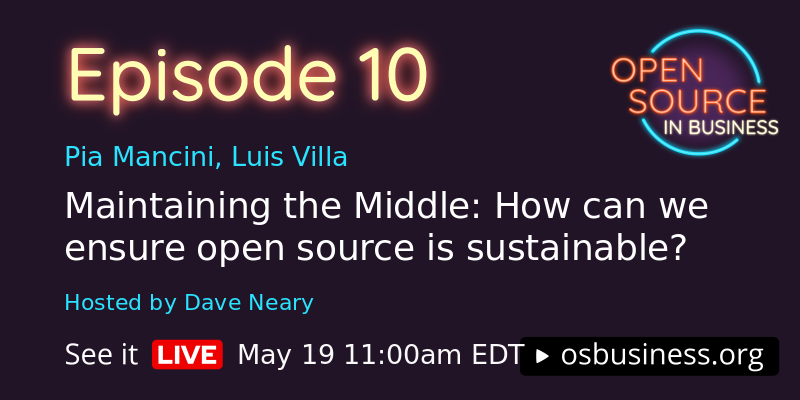 Episode 10
OPEN
SOURCE
IN BUSINESS
Pia Mancini, Luis Villa
Maintaining the Middle: How can we
ensure open source is sustainable?
Hosted by Dave Neary
See it LIVE May 19 11:00am EDT osbusiness.org